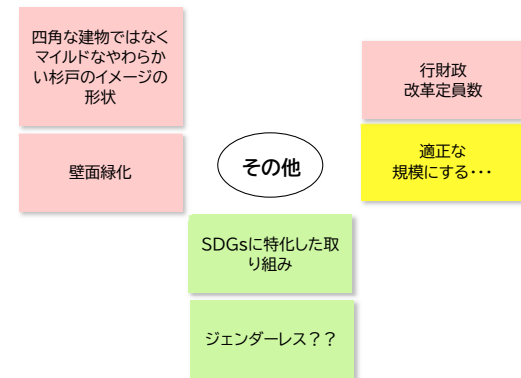 四角な建物ではなく
マイルドなやわらか
い杉戸のイメージの
形状
壁面緑化
その他
行財政
改革定員数
適正な
規模にする・・・
SDGsに特化した取
り組み
ジェンダーレス？？